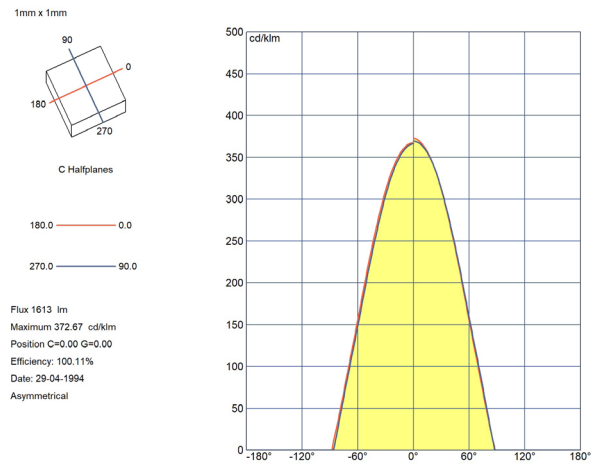 1mm x 1mm
90
0
180
270
C Halfplanes
180.0 0.0
270.0 90.0
Flux 1613 lm
Maximum 372.67 cd/klm
Position C=0.00 G=0.00
Efficiency: 100.11%
Date: 29-04-1994
Asymmetrical
500
cd/klm
450
400
350
300
250
200
150
100
50
0
-180° -120° -60° 0° 60° 120° 180°